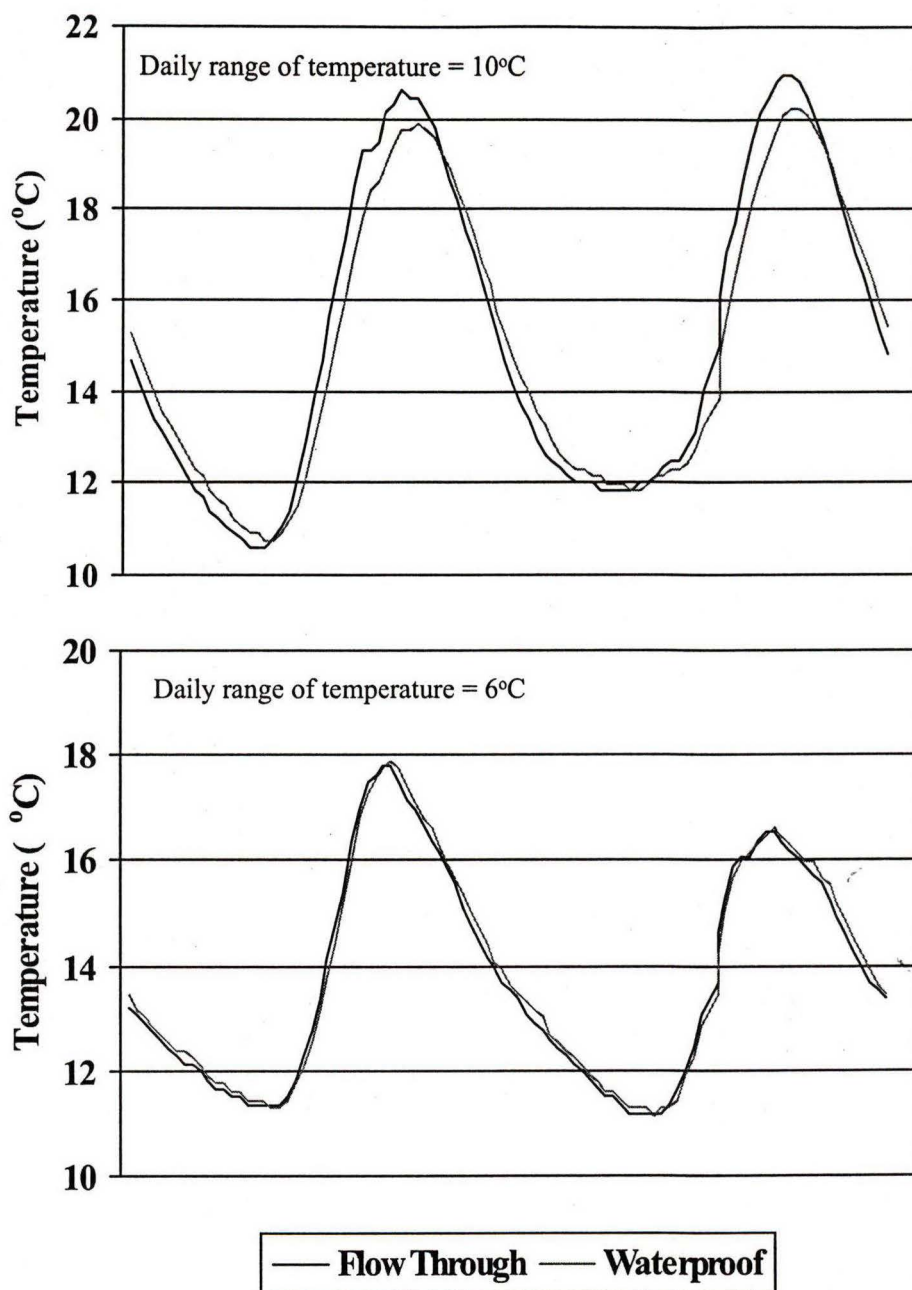 22
Daily range of temperature = 10°C
20
18
16
14
12
10
Temperature (°C)
20
Daily range of temperature = 6°C
18
16
14
12
10
Temperature ( °C)
Flow Through Waterproof